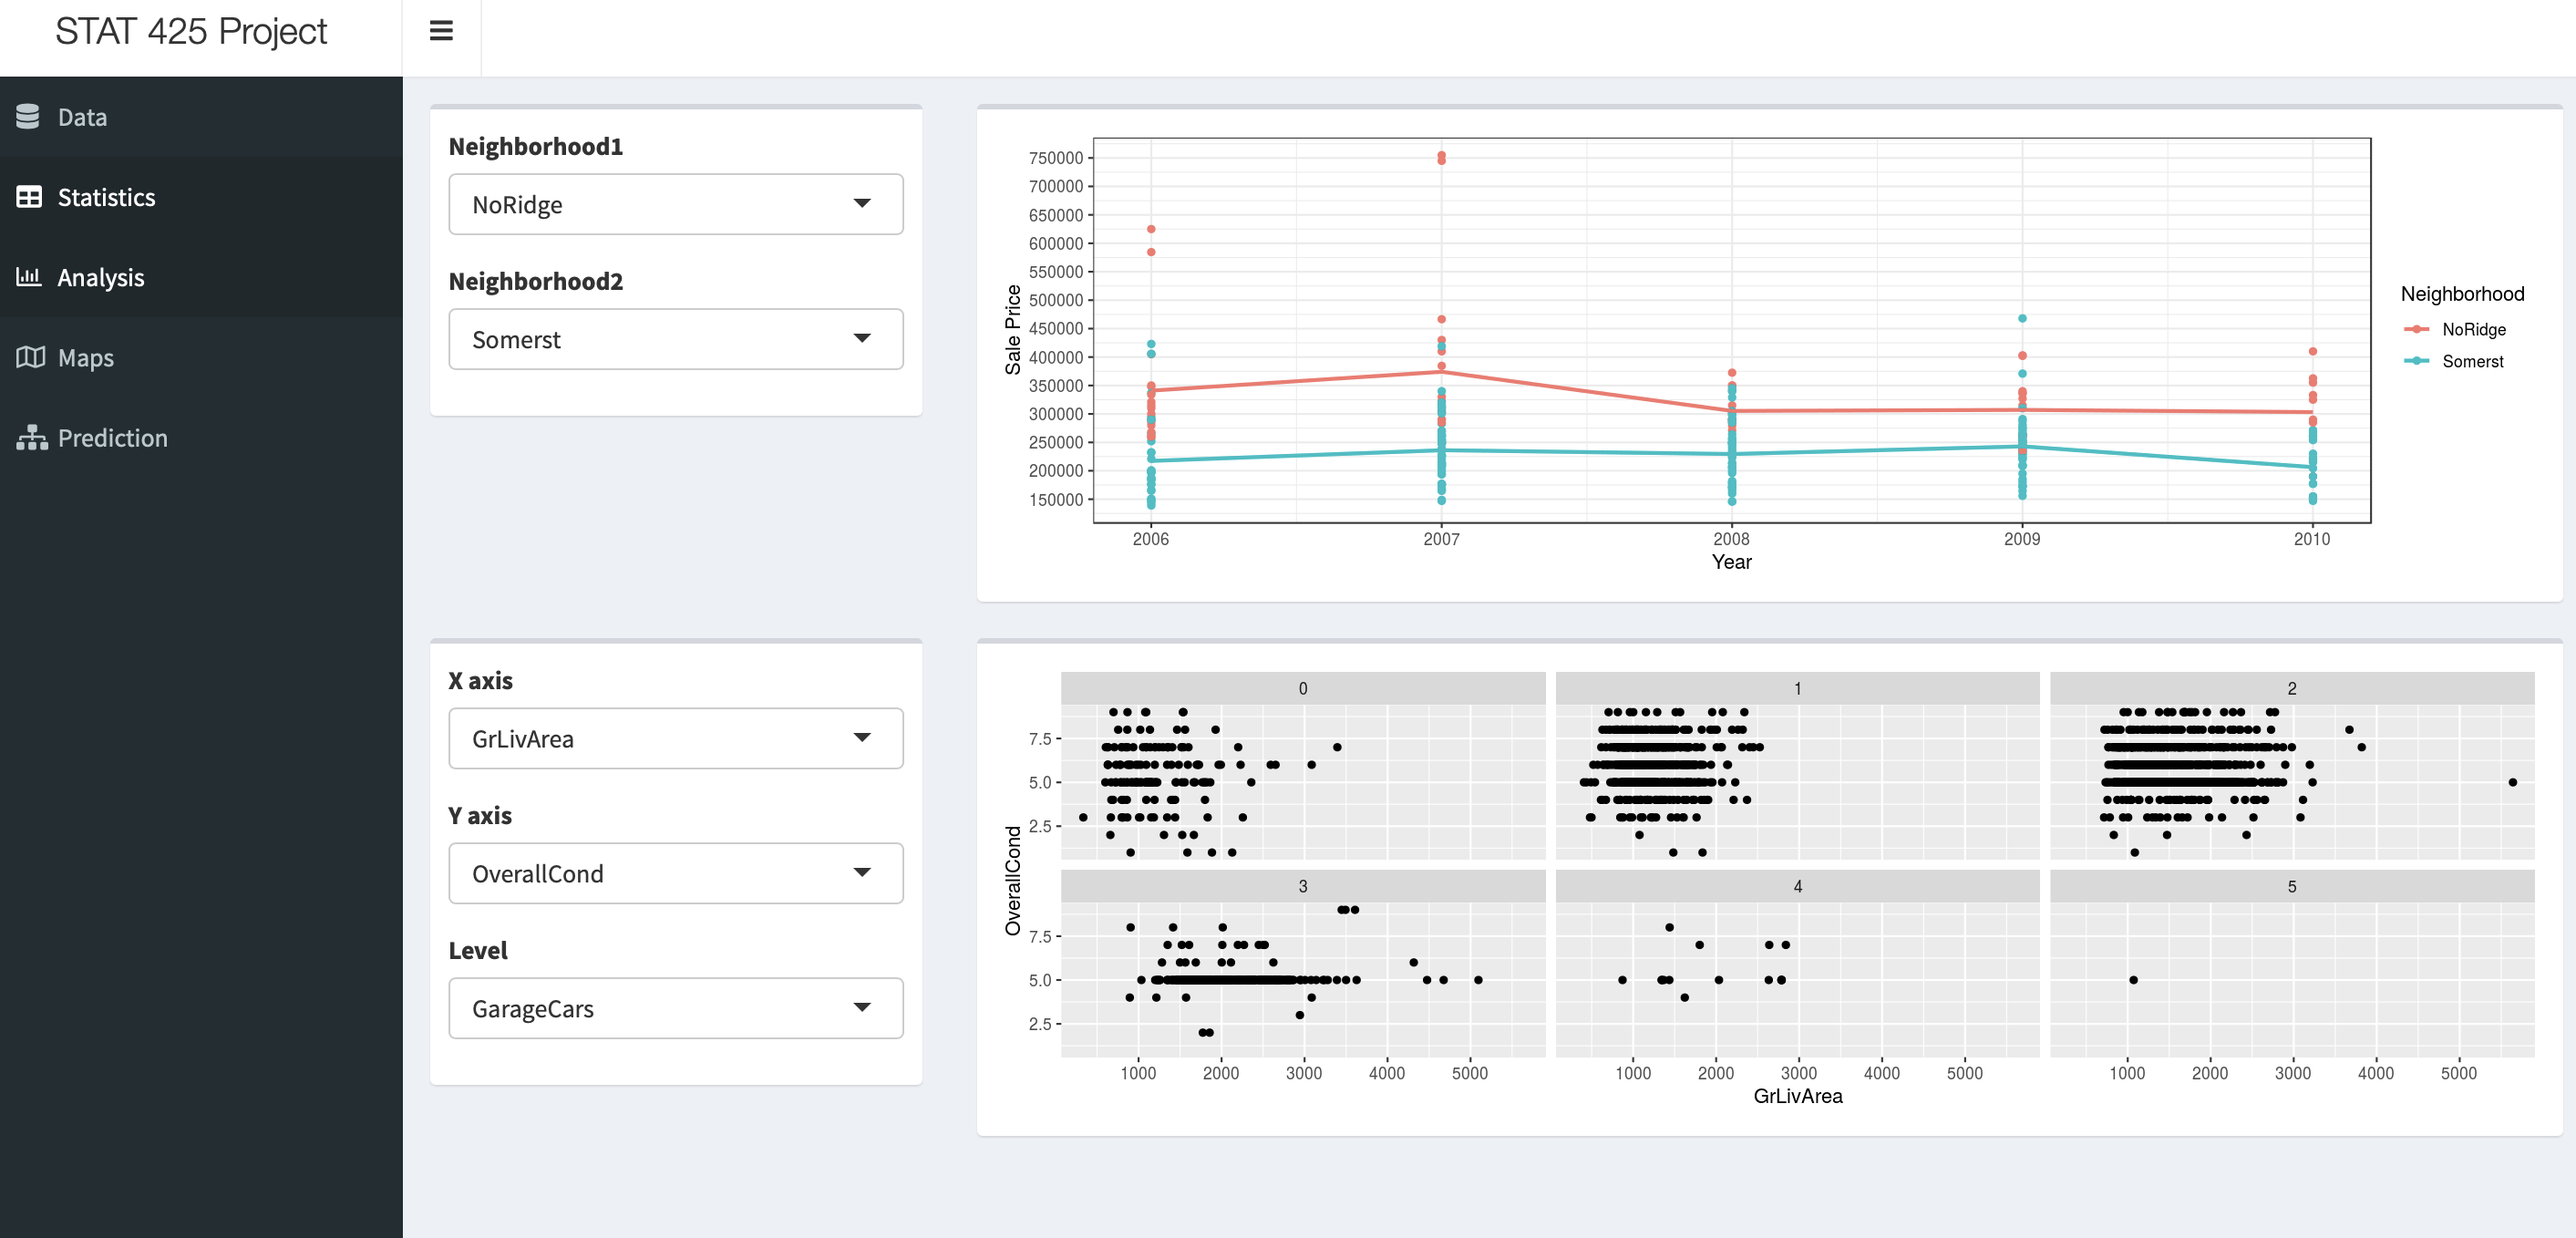 STAT 425 Project
Data
Statistics
Analysis
Maps
Prediction
Neighborhood1
NoRidge
Neighborhood2
Somerst
750000
700000
650000
600000
550000
500000
450000
400000
350000
300000
250000
200000
150000
Sale Price
2006 2007 2008 2009 2010
Year
Neighborhood
NoRidge
Somerst
X axis
GrLivArea
Y axis
OverallCond
Level
GarageCars
0 1 2
7.5
5.0
2.5
OverallCond
3 4 5
7.5
5.0
2.5
1000 2000 3000 4000 5000 1000 2000 3000 4000 5000 1000 2000 3000 4000 5000
GrLivArea